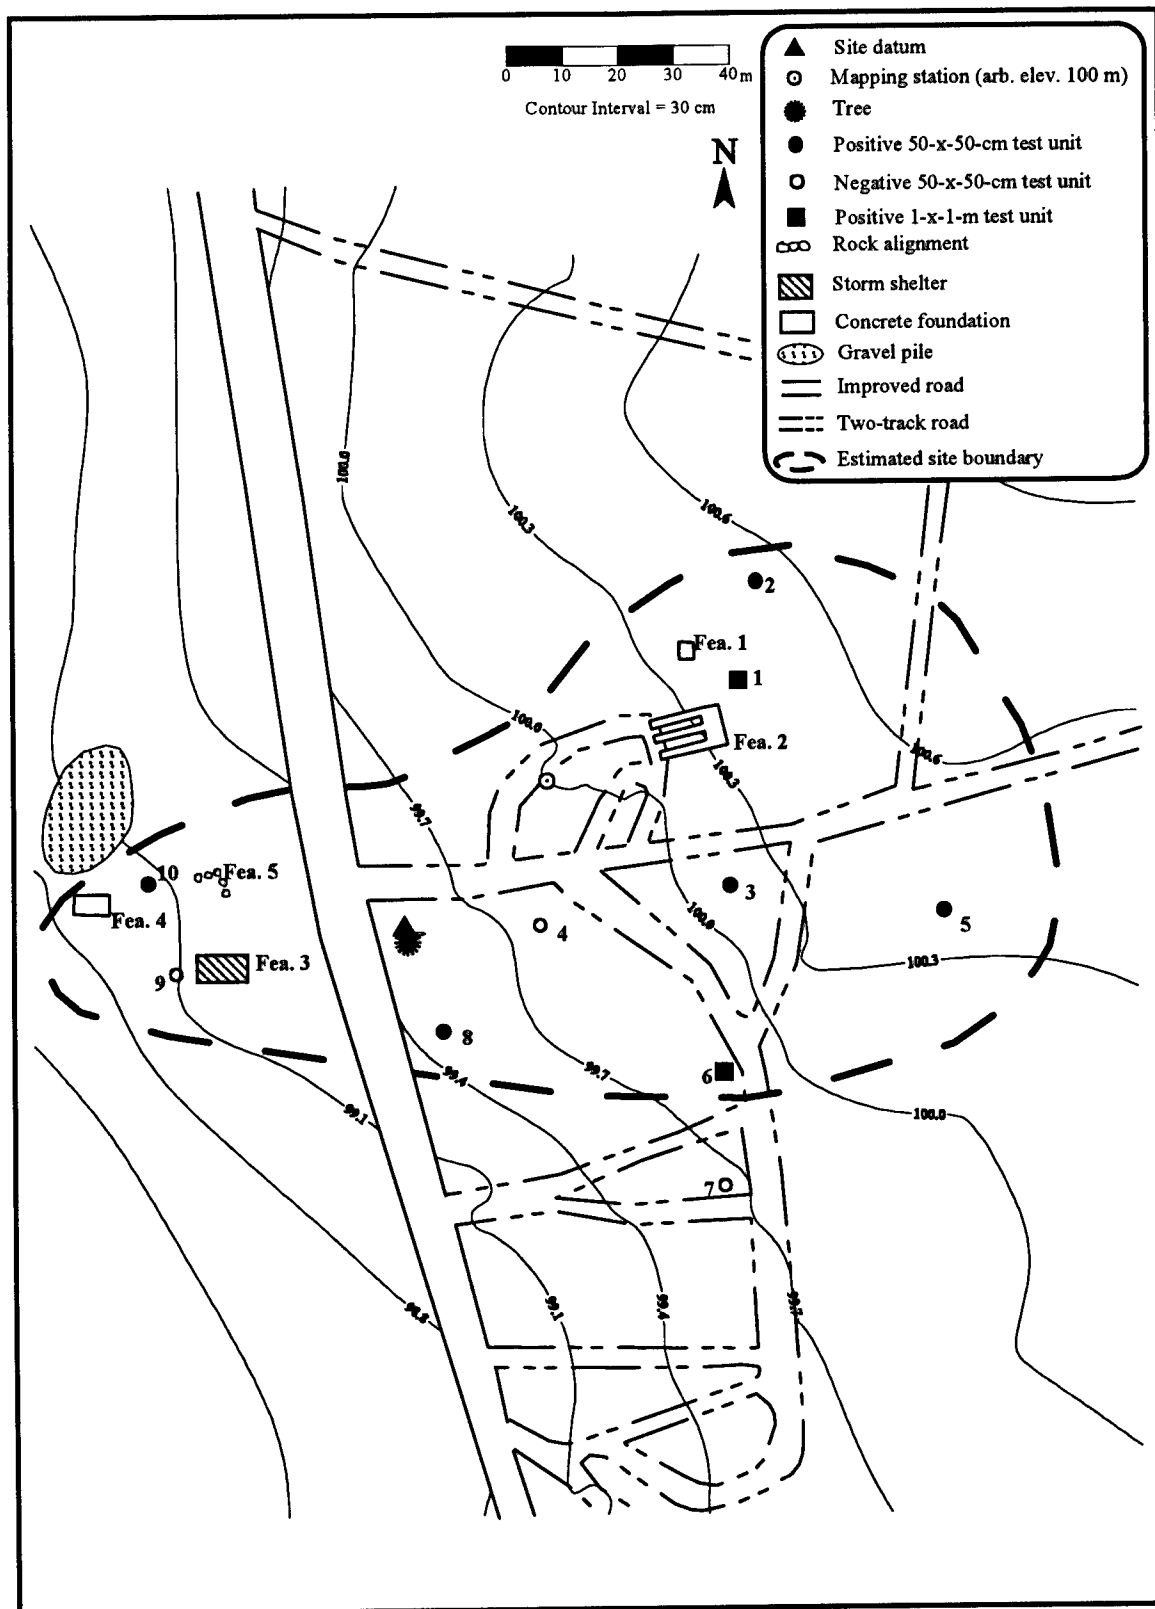 0 10 20 30 40 m
Contour Interval = 30 cm
N
Site datum
Mapping station (arb. elev. 100 m)
Tree
Positive 50-x-50-cm test unit
Negative 50-x-50-cm test unit
Positive 1-x-1-m test unit
Rock alignment
Storm shelter
Concrete foundation
Gravel pile
Improved road
Two-track road
Estimated site boundary
100.0
100.3
100.6
2
Fea. 1
1
100.0
Fea. 2
100.6
100.3
99.7
10
Fea. 5
3
Fea. 4
100.0
5
4
Fea. 3
100.3
9
8
99.4
99.7
6
99.1
100.0
7
98.8
99.1
99.4
99.7